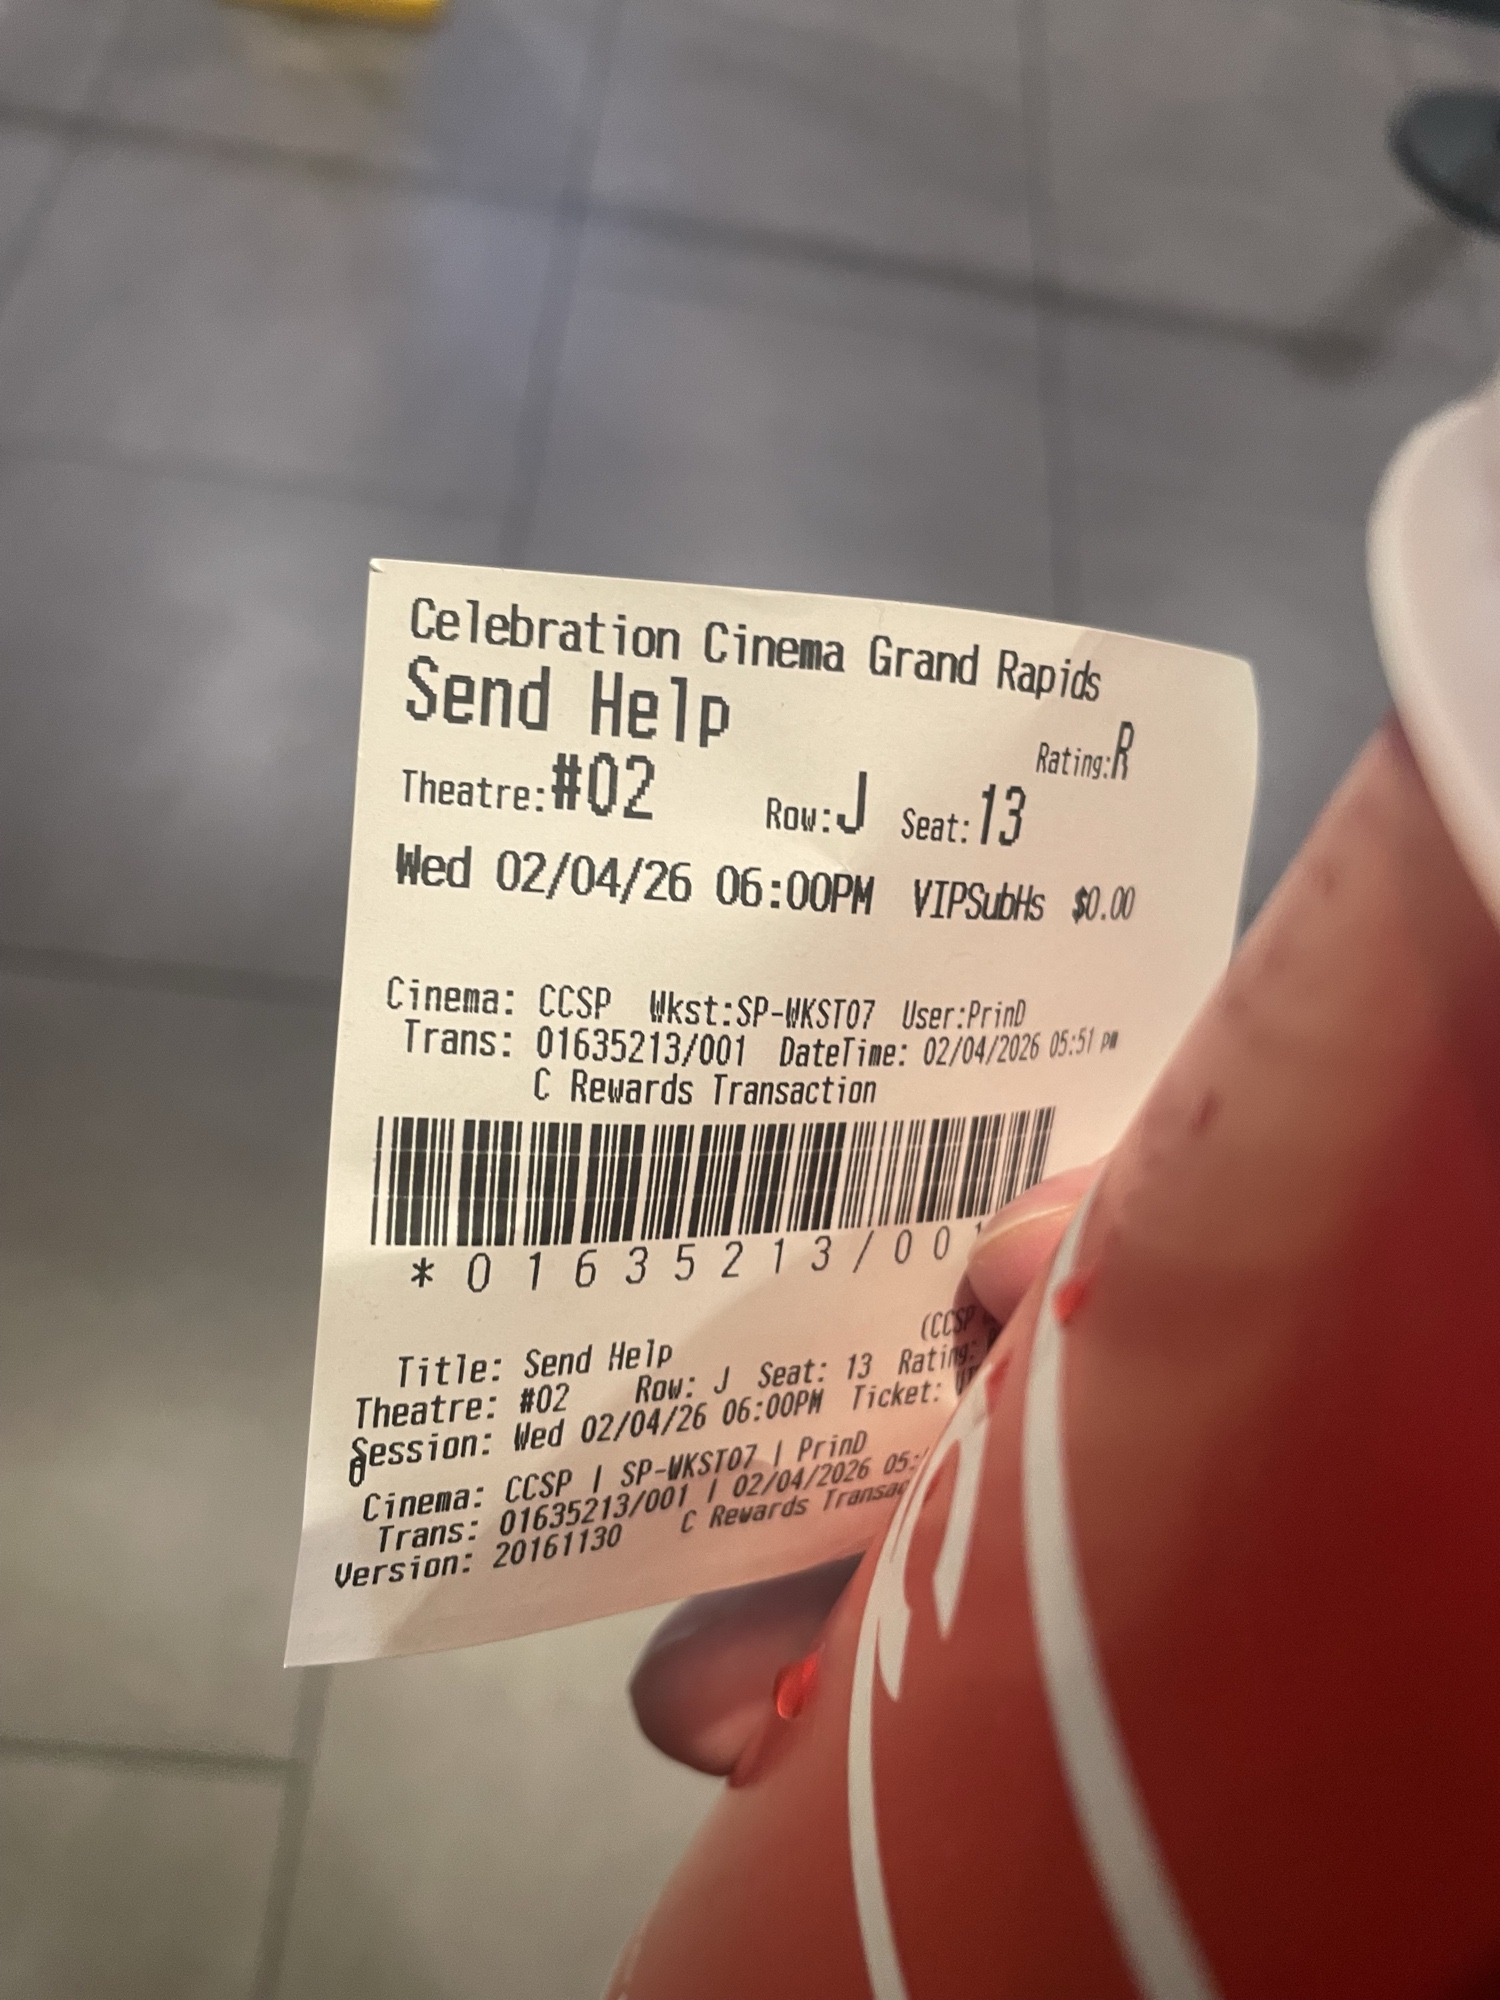 Celebration Cinema Grand Rapids
Send Help
Rating:R
Theatre:#02 Row:J Seat:13
Wed 02/04/26 06:00PM VIPSubHs $0.00
Cinema: CCSP Wkst:SP-WKST07 User:PrinD
Trans: 01635213/001 DateTime: 02/04/2026 05:51 PM
C Rewards Transaction
*01635213/00
(CCSP
Title: Send Help
Theatre: #02 Row: J Seat: 13 Rating:
Session: Wed 02/04/26 06:00PM Ticket:
Cinema: CCSP | SP-WKST07 | PrinD
Trans: 01635213/001 | 02/04/2026 05:
Version: 20161130 C Rewards Transac